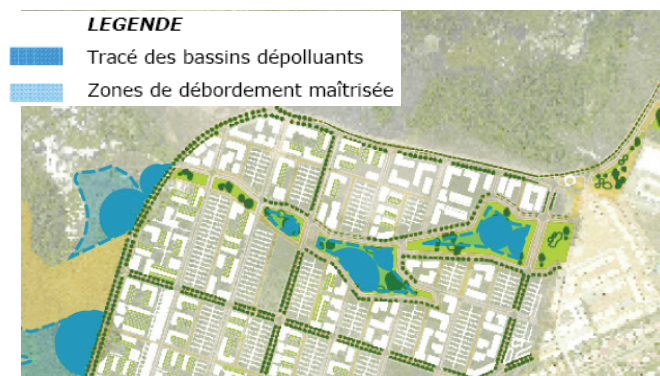 LEGENDE
Tracé des bassins dépolluants
Zones de débordement maîtrisée